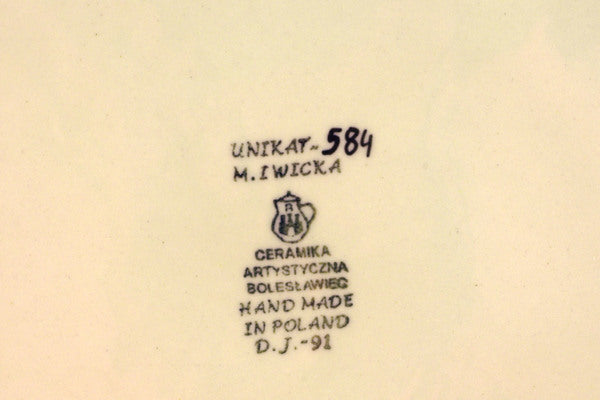 UNIKAT-584
M.IWICKA
R
CERAMIKA
ARTYSTYCZNA
BOLESŁAWIEC
HAND MADE
IN POLAND
D.J.-91